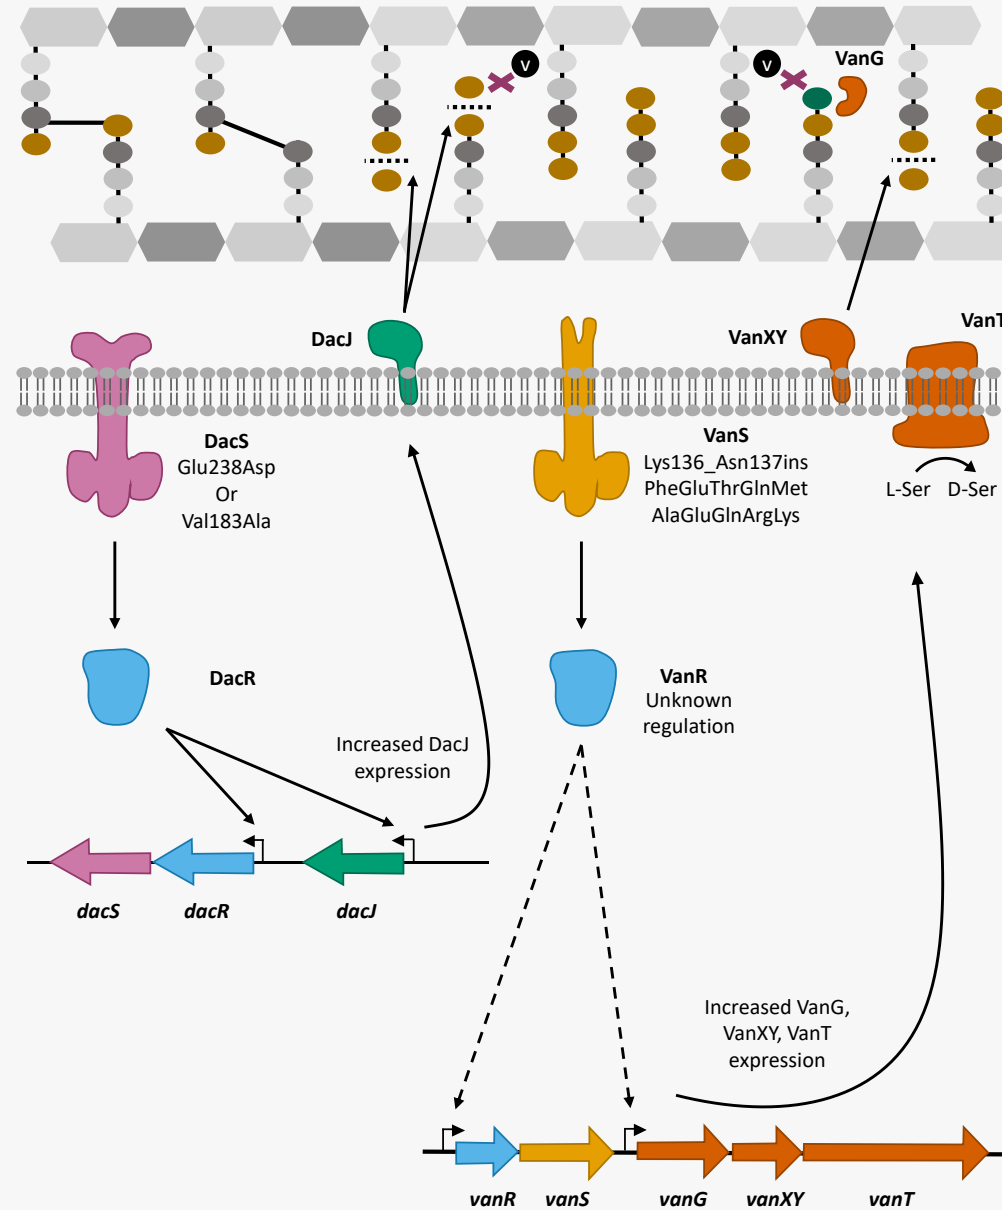 V
V
VanG
DacJ
VanXY
VanT
DacS
Glu238Asp
Or
Val183Ala
VanS
Lys136_Asn137ins
PheGluThrGlnMet
AlaGluGlnArgLys
L-Ser D-Ser
DacR
VanR
Unknown
regulation
Increased DacJ
expression
dacS dacR dacJ
Increased VanG,
VanXY, VanT
expression
vanR vanS vanG vanXY vanT